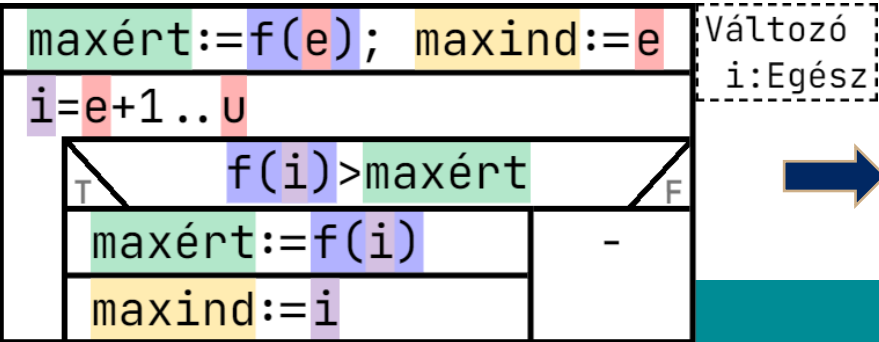 maxért:=f(e); maxind:=e
Változó
i:Egész
i=e+1..u
T
f(i)>maxért
F
maxért:=f(i)
-
maxind:=i